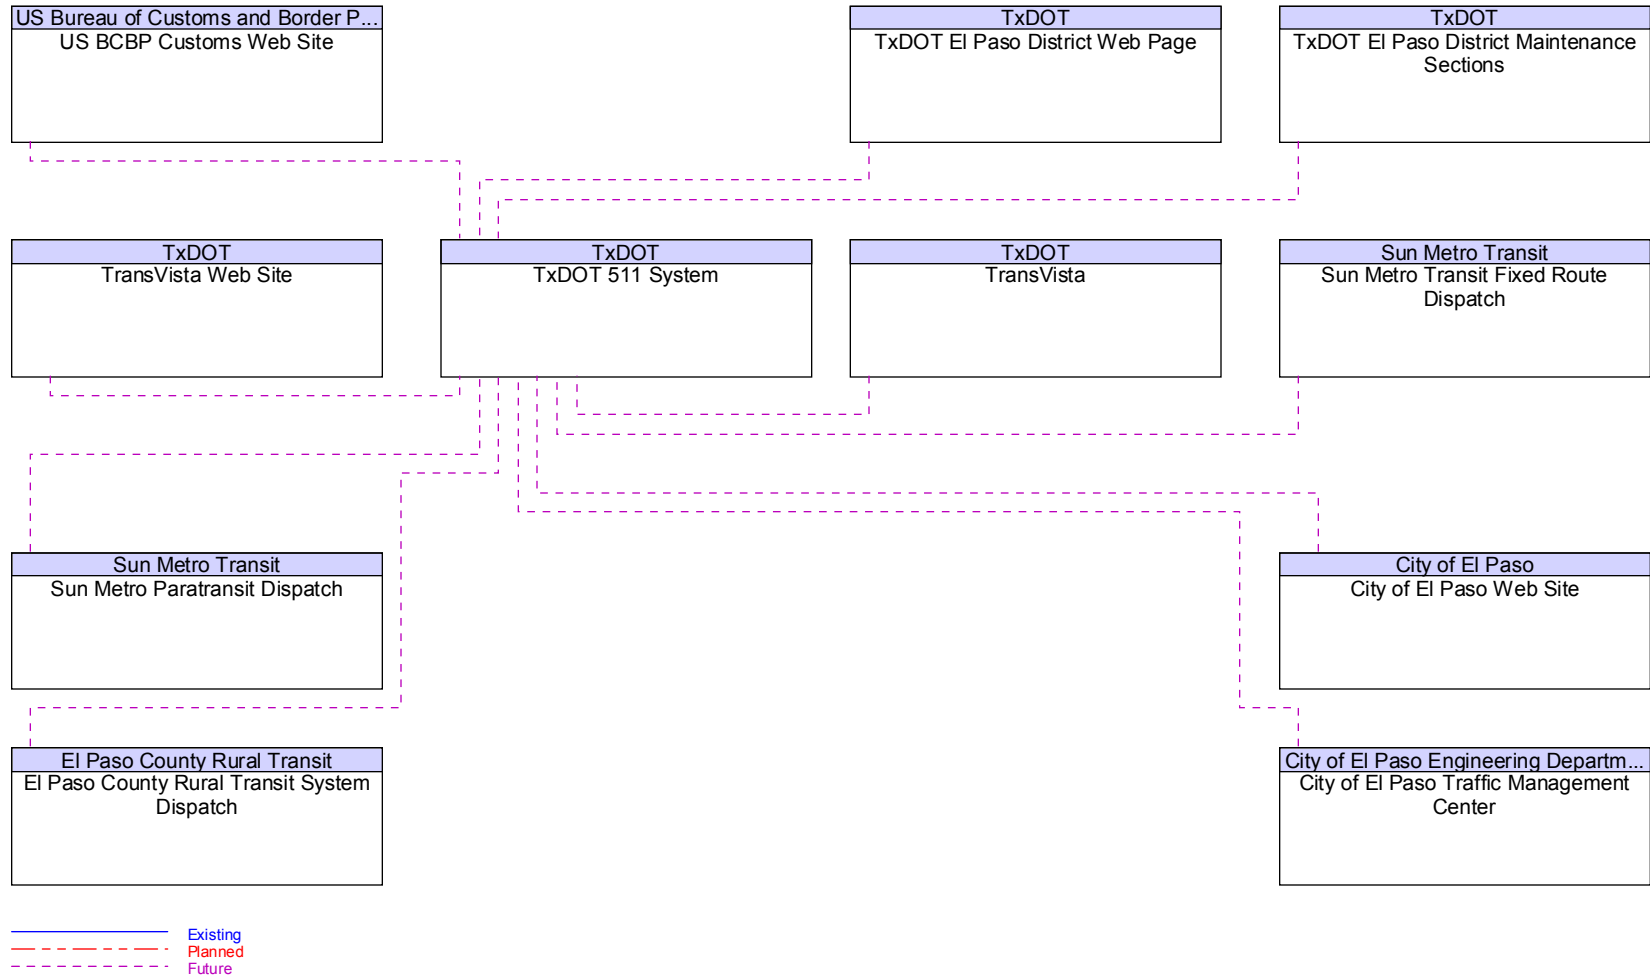 US Bureau of Customs and Border P...
US BCBP Customs Web Site
TxDOT
TxDOT El Paso District Web Page
TxDOT
TxDOT El Paso District Maintenance
Sections
TxDOT
TransVista Web Site
TxDOT
TxDOT 511 System
TxDOT
TransVista
Sun Metro Transit
Sun Metro Transit Fixed Route
Dispatch
Sun Metro Transit
Sun Metro Paratransit Dispatch
City of El Paso
City of El Paso Web Site
El Paso County Rural Transit
El Paso County Rural Transit System
Dispatch
City of El Paso Engineering Departm...
City of El Paso Traffic Management
Center
Existing
Planned
Future